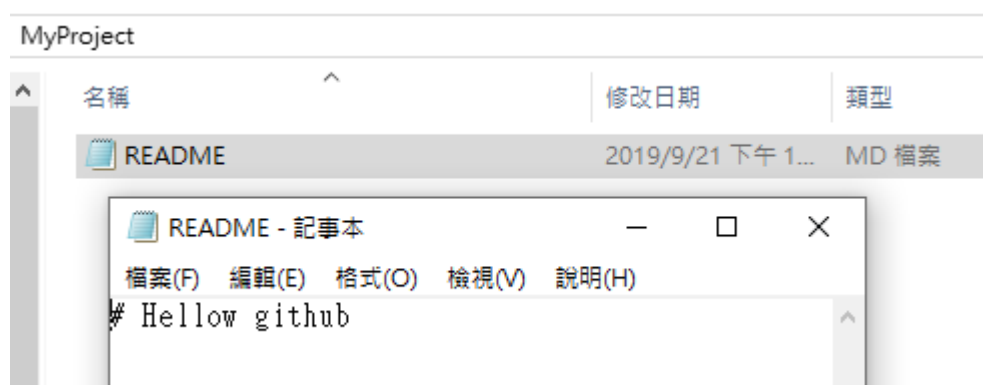 MyProject
名稱 修改日期 類型
README 2019/9/21 下午 1... MD 檔案
README - 記事本
檔案(F) 編輯(E) 格式(O) 檢視(V) 說明(H)
# Hellow github